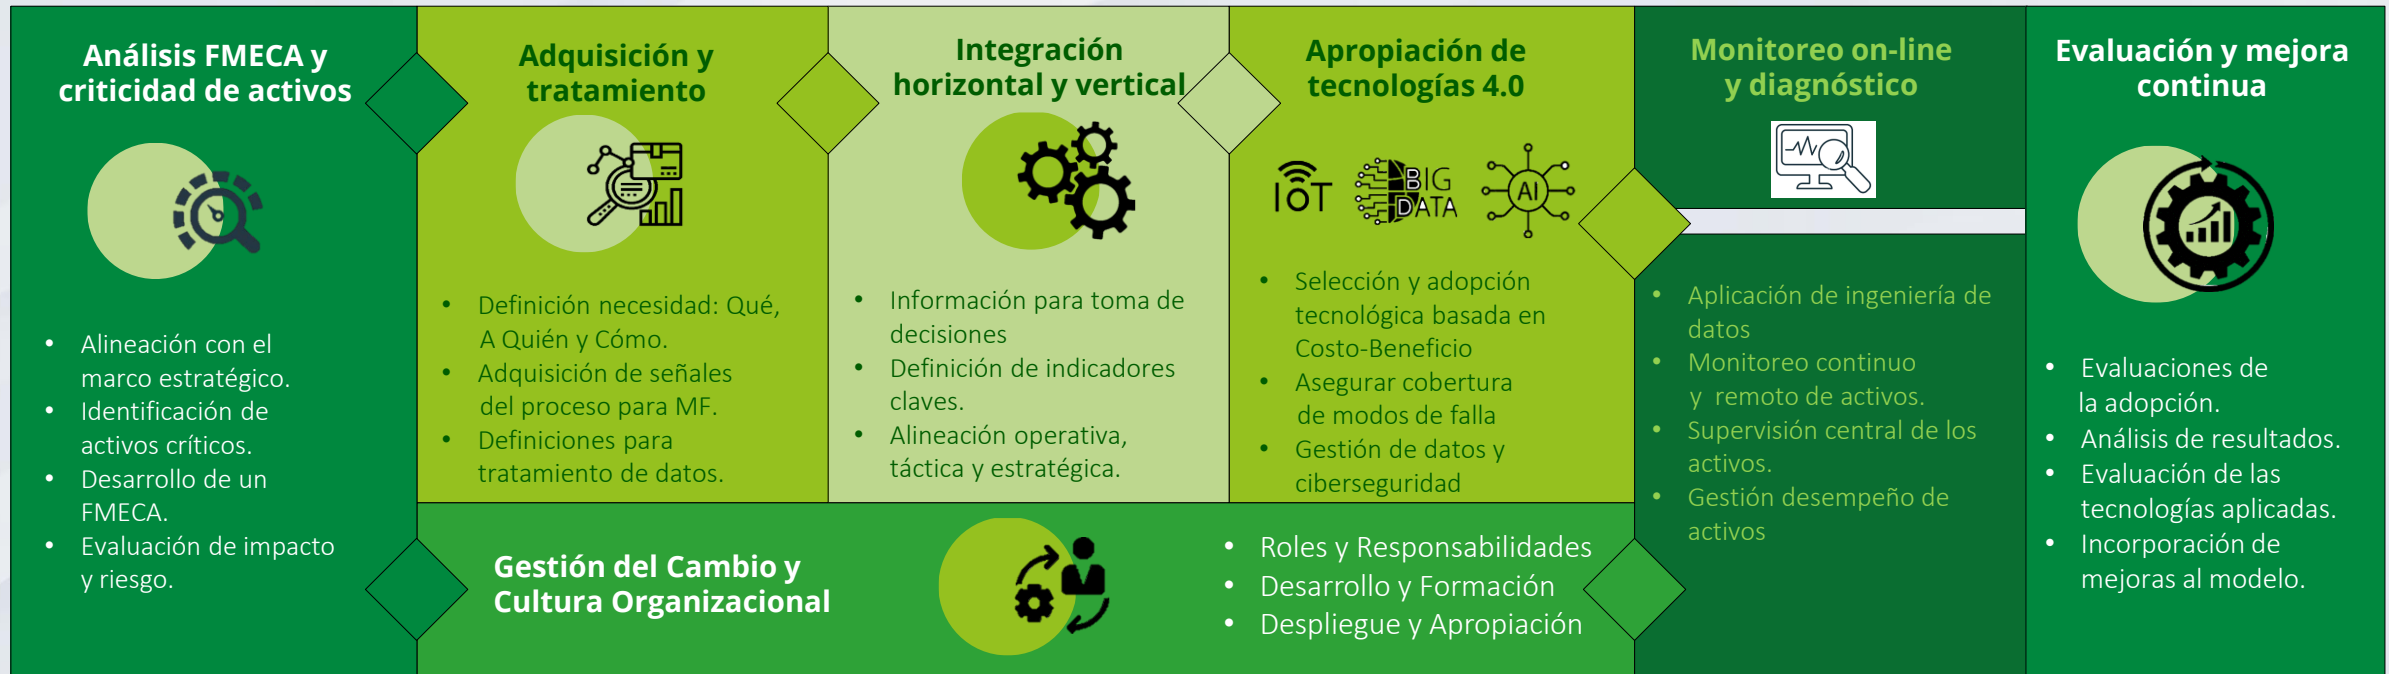 Análisis FMECA y
criticidad de activos
• Alineación con el
marco estratégico.
• Identificación de
activos críticos.
• Desarrollo de un
FMECA.
• Evaluación de impacto
y riesgo.
Adquisición y
tratamiento
• Definición necesidad: Qué,
A Quién y Cómo.
• Adquisición de señales
del proceso para MF.
• Definiciones para
tratamiento de datos.
Integración
horizontal y vertical
• Información para toma de
decisiones
• Definición de indicadores
claves.
• Alineación operativa,
táctica y estratégica.
Apropiación de
tecnologías 4.0
IoT
BIG
DATA
AI
• Selección y adopción
tecnológica basada en
Costo-Beneficio
• Asegurar cobertura
de modos de falla
• Gestión de datos y
ciberseguridad
Gestión del Cambio y
Cultura Organizacional
• Roles y Responsabilidades
• Desarrollo y Formación
• Despliegue y Apropiación
Monitoreo on-line
y diagnóstico
• Aplicación de ingeniería de
datos
• Monitoreo continuo
y remoto de activos.
• Supervisión central de los
activos.
• Gestión desempeño de
activos
Evaluación y mejora
continua
• Evaluaciones de
la adopción.
• Análisis de resultados.
• Evaluación de las
tecnologías aplicadas.
• Incorporación de
mejoras al modelo.